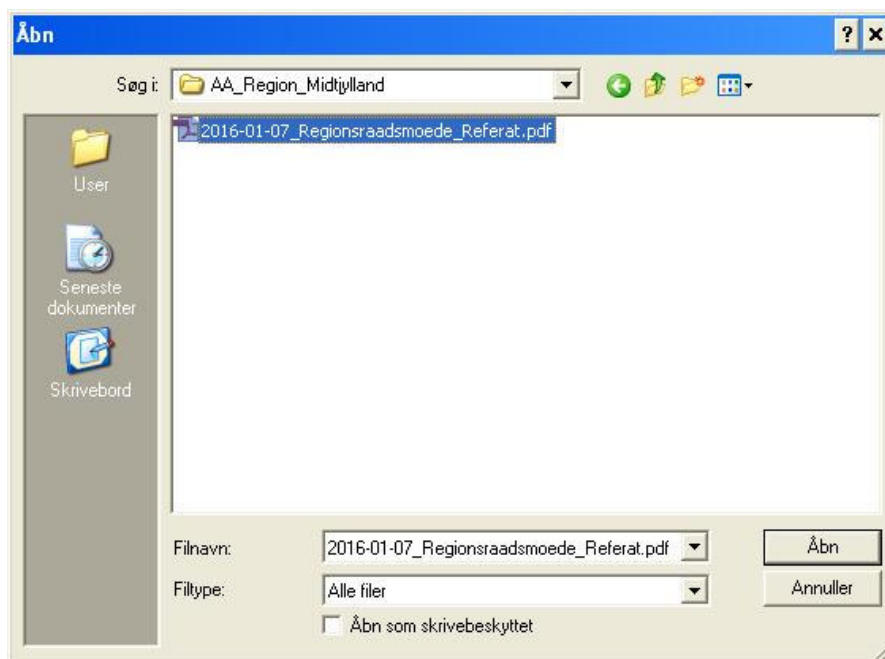 Åbn
Søg i: AA_Region_Midtjylland
2016-01-07_Regionsraadsmoede_Referat.pdf
User
Seneste
dokumenter
Skrivebord
Filnavn: 2016-01-07_Regionsraadsmoede_Referat.pdf Åbn
Filtype: Alle filer Annuller
Åbn som skrivebeskyttet